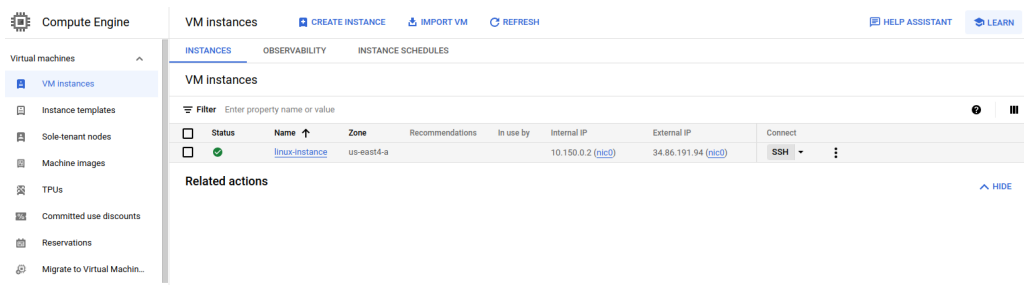 Compute Engine
VM instances
CREATE INSTANCE
IMPORT VM
REFRESH
HELP ASSISTANT
LEARN
Virtual machines
VM instances
Instance templates
Sole-tenant nodes
Machine images
TPUs
Committed use discounts
Reservations
Migrate to Virtual Machin...
INSTANCES
OBSERVABILITY
INSTANCE SCHEDULES
VM instances
Filter Enter property name or value
Status Name Zone Recommendations In use by Internal IP External IP Connect
linux-instance us-east4-a 10.150.0.2 (nic0) 34.86.191.94 (nic0) SSH
Related actions
HIDE